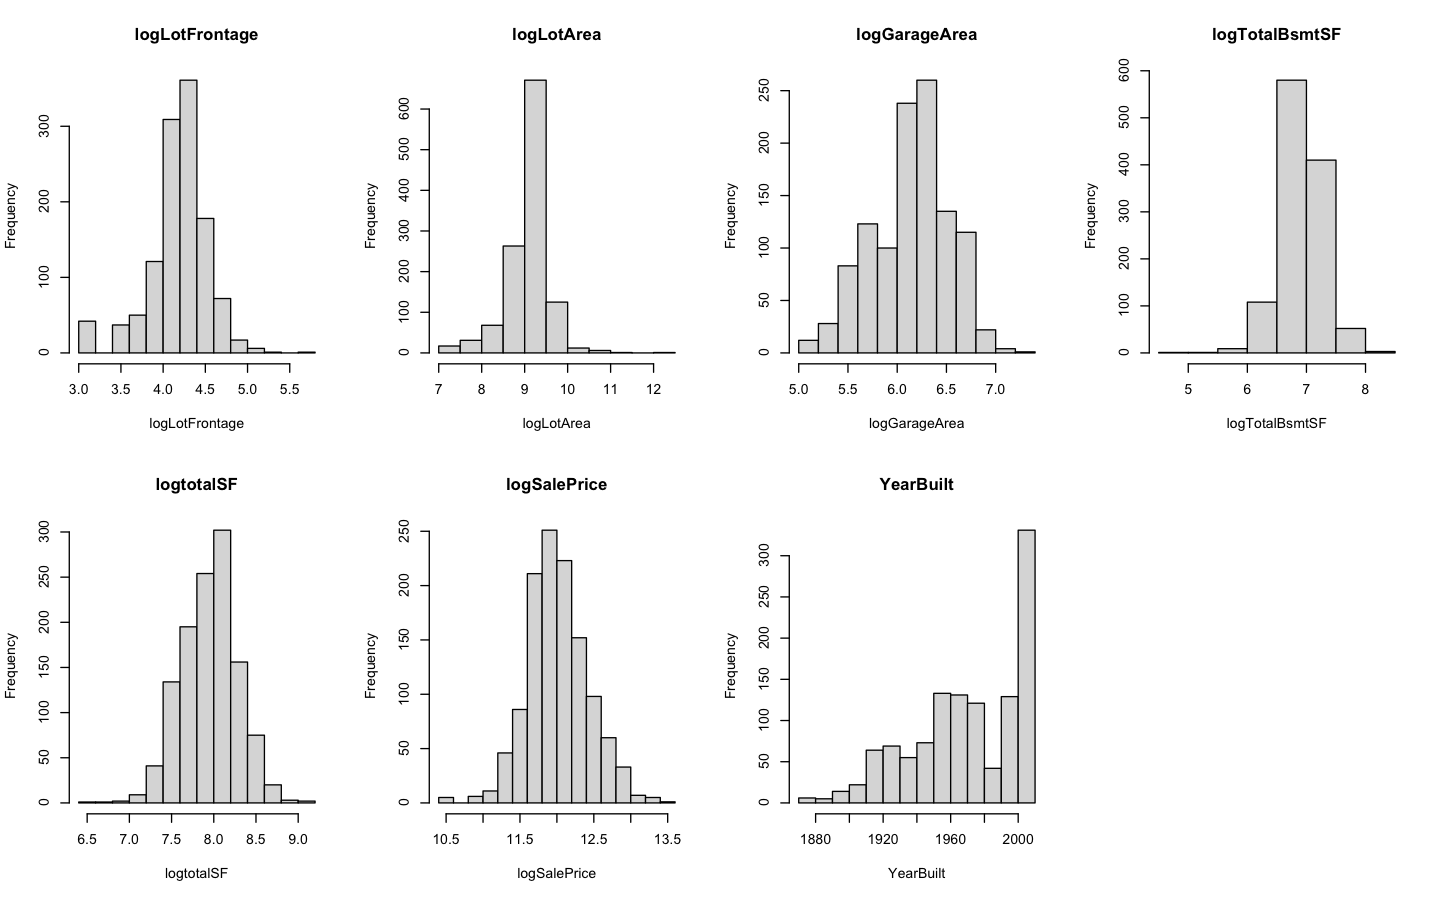 logLotFrontage
Frequency
0 100 200 300
3.0 3.5 4.0 4.5 5.0 5.5
logLotFrontage
logLotArea
Frequency
0 100 200 300 400 500 600
7 8 9 10 11 12
logLotArea
logGarageArea
Frequency
0 50 100 150 200 250
5.0 5.5 6.0 6.5 7.0
logGarageArea
logTotalBsmtSF
Frequency
0 100 200 300 400 500 600
5 6 7 8
logTotalBsmtSF
logtotalSF
Frequency
0 50 100 150 200 250 300
6.5 7.0 7.5 8.0 8.5 9.0
logtotalSF
logSalePrice
Frequency
0 50 100 150 200 250
10.5 11.5 12.5 13.5
logSalePrice
YearBuilt
Frequency
0 50 100 150 200 250 300
1880 1920 1960 2000
YearBuilt